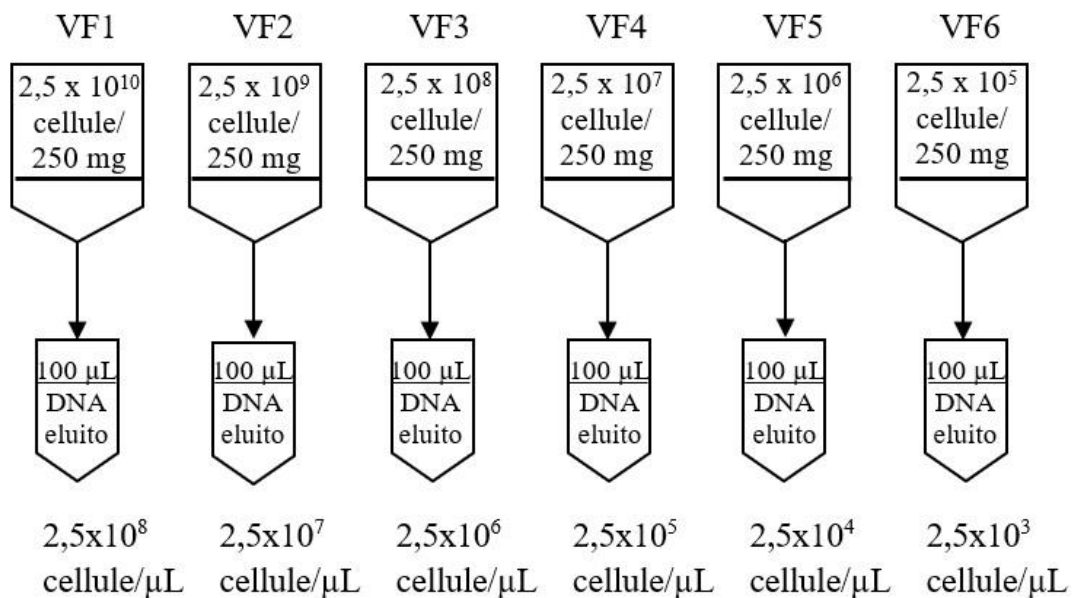 VF1 VF2 VF3 VF4 VF5 VF6
2,5 x 10¹⁰ 2,5 x 10⁹ 2,5 x 10⁸ 2,5 x 10⁷ 2,5 x 10⁶ 2,5 x 10⁵
cellule/ cellule/ cellule/ cellule/ cellule/ cellule/
250 mg 250 mg 250 mg 250 mg 250 mg 250 mg
100 µL 100 µL 100 µL 100 µL 100 µL 100 µL
DNA DNA DNA DNA DNA DNA
eluito eluito eluito eluito eluito eluito
2,5x10⁸ 2,5x10⁷ 2,5x10⁶ 2,5x10⁵ 2,5x10⁴ 2,5x10³
cellule/µL cellule/µL cellule/µL cellule/µL cellule/µL cellule/µL